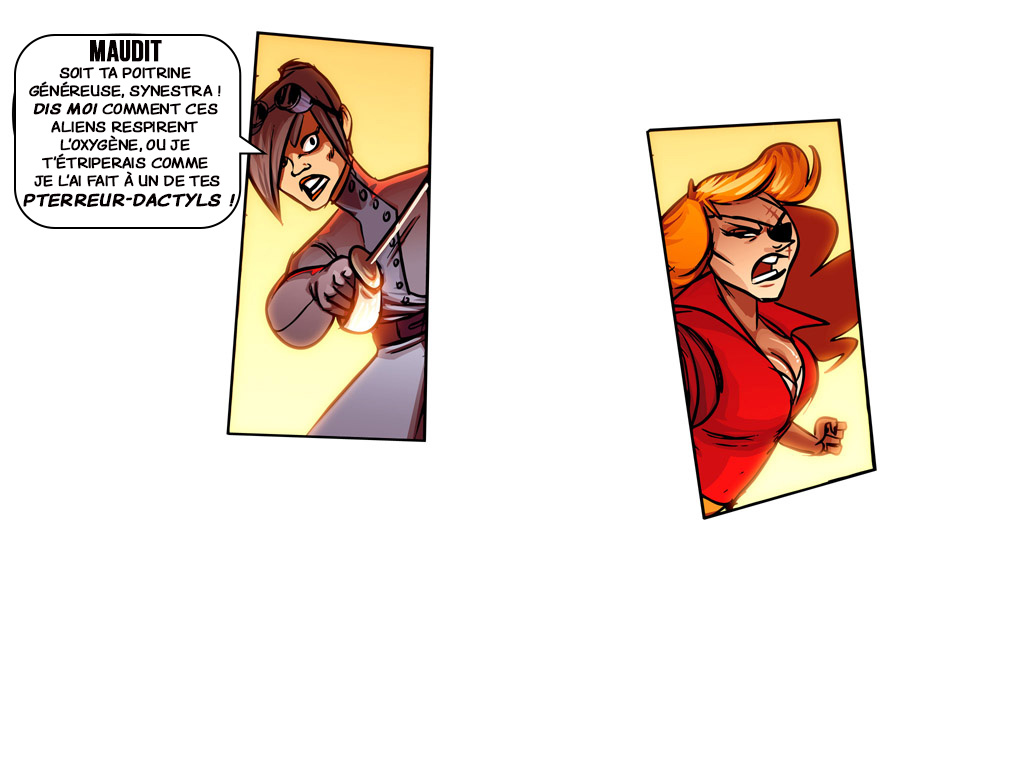 MAUDIT
SOIT TA POITRINE
GÉNÉREUSE, SYNESTRA !
DIS MOI COMMENT CES
ALIENS RESPIRENT
L'OXYGÈNE, OU JE
T'ÉTRIPERAIS COMME
JE L'AI FAIT À UN DE TES
PTERREUR-DACTYLS !